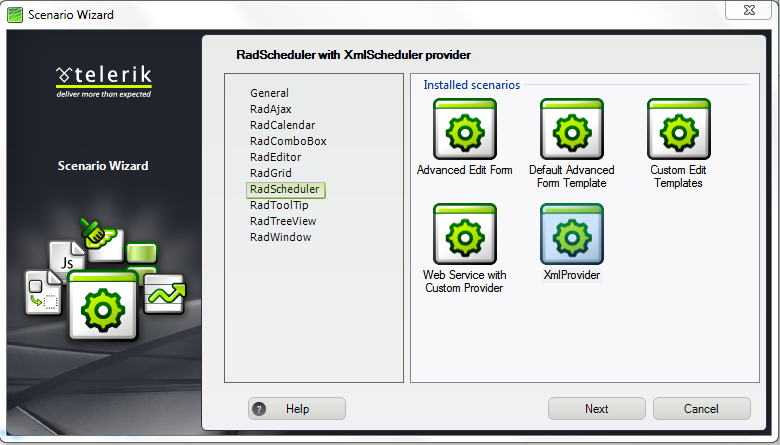 Scenario Wizard
telerik
deliver more than expected
Scenario Wizard
Js
RadScheduler with XmlScheduler provider
General
RadAjax
RadCalendar
RadComboBox
RadEditor
RadGrid
RadScheduler
RadToolTip
RadTreeView
RadWindow
Installed scenarios
Advanced Edit Form
Default Advanced
Form Template
Custom Edit
Templates
Web Service with
Custom Provider
XmlProvider
? Help
Next
Cancel